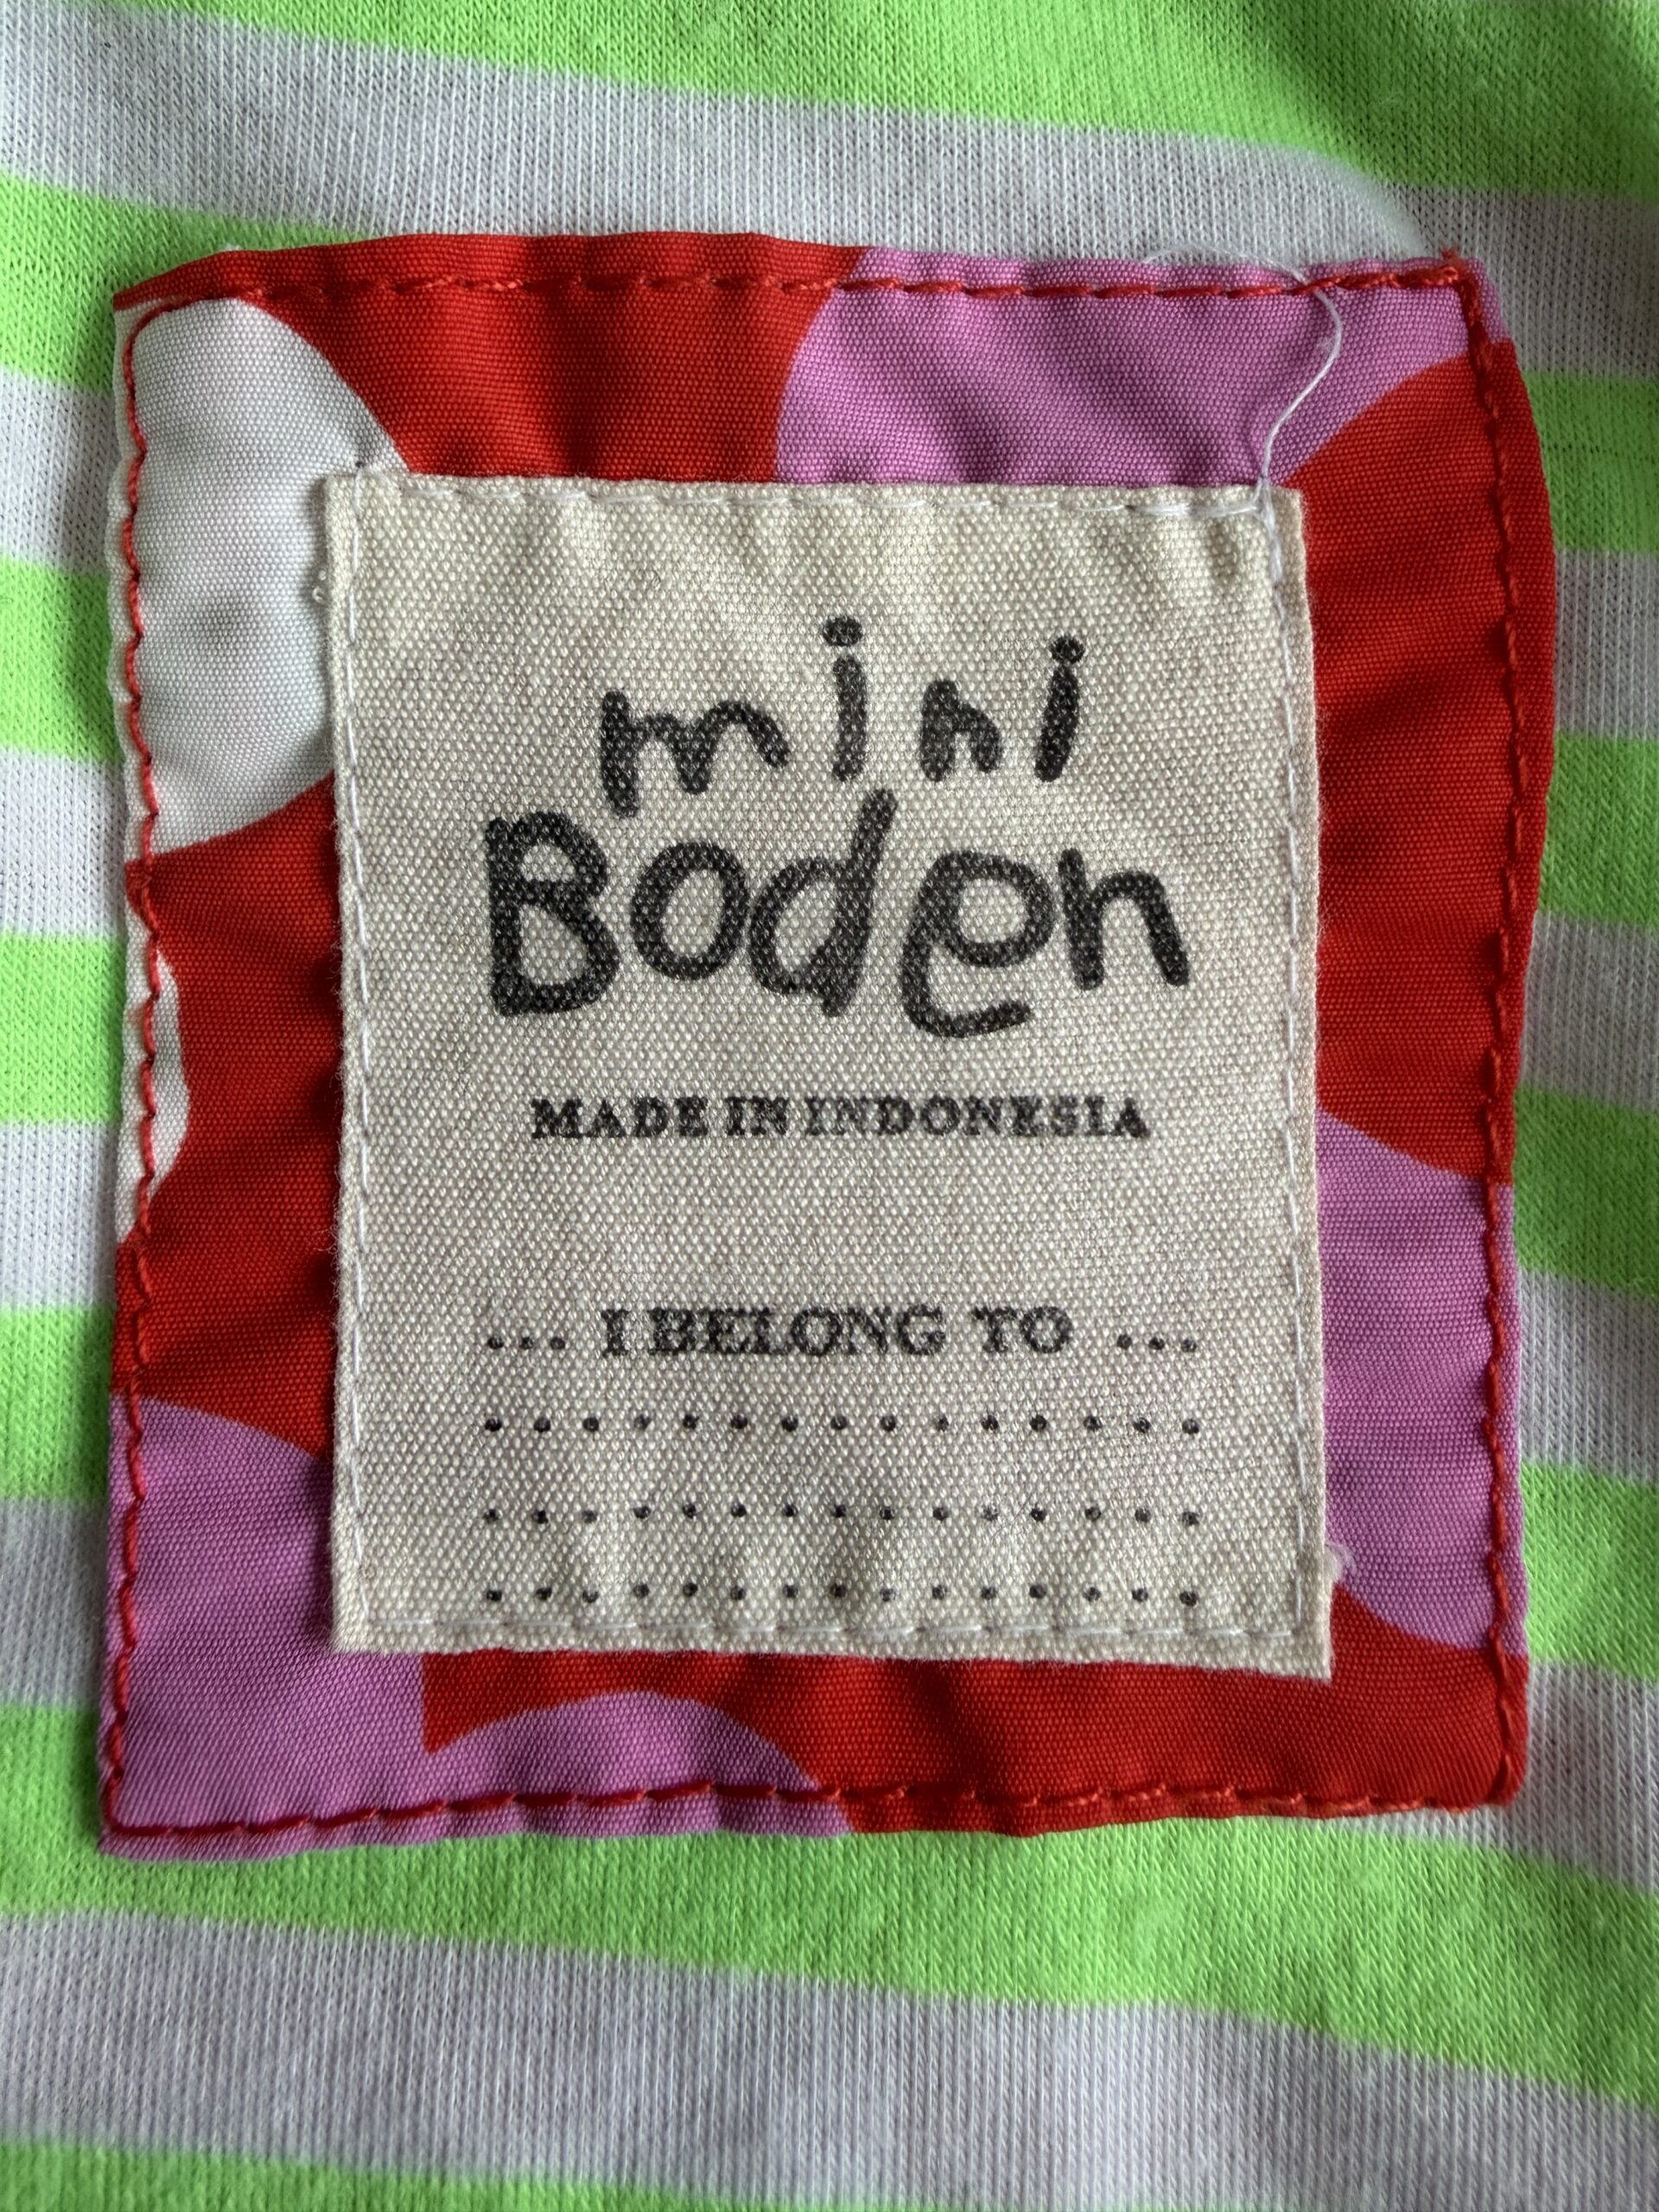 mini
Boden
MADE IN INDONESIA
... I BELONG TO ...
...............
...............
...............